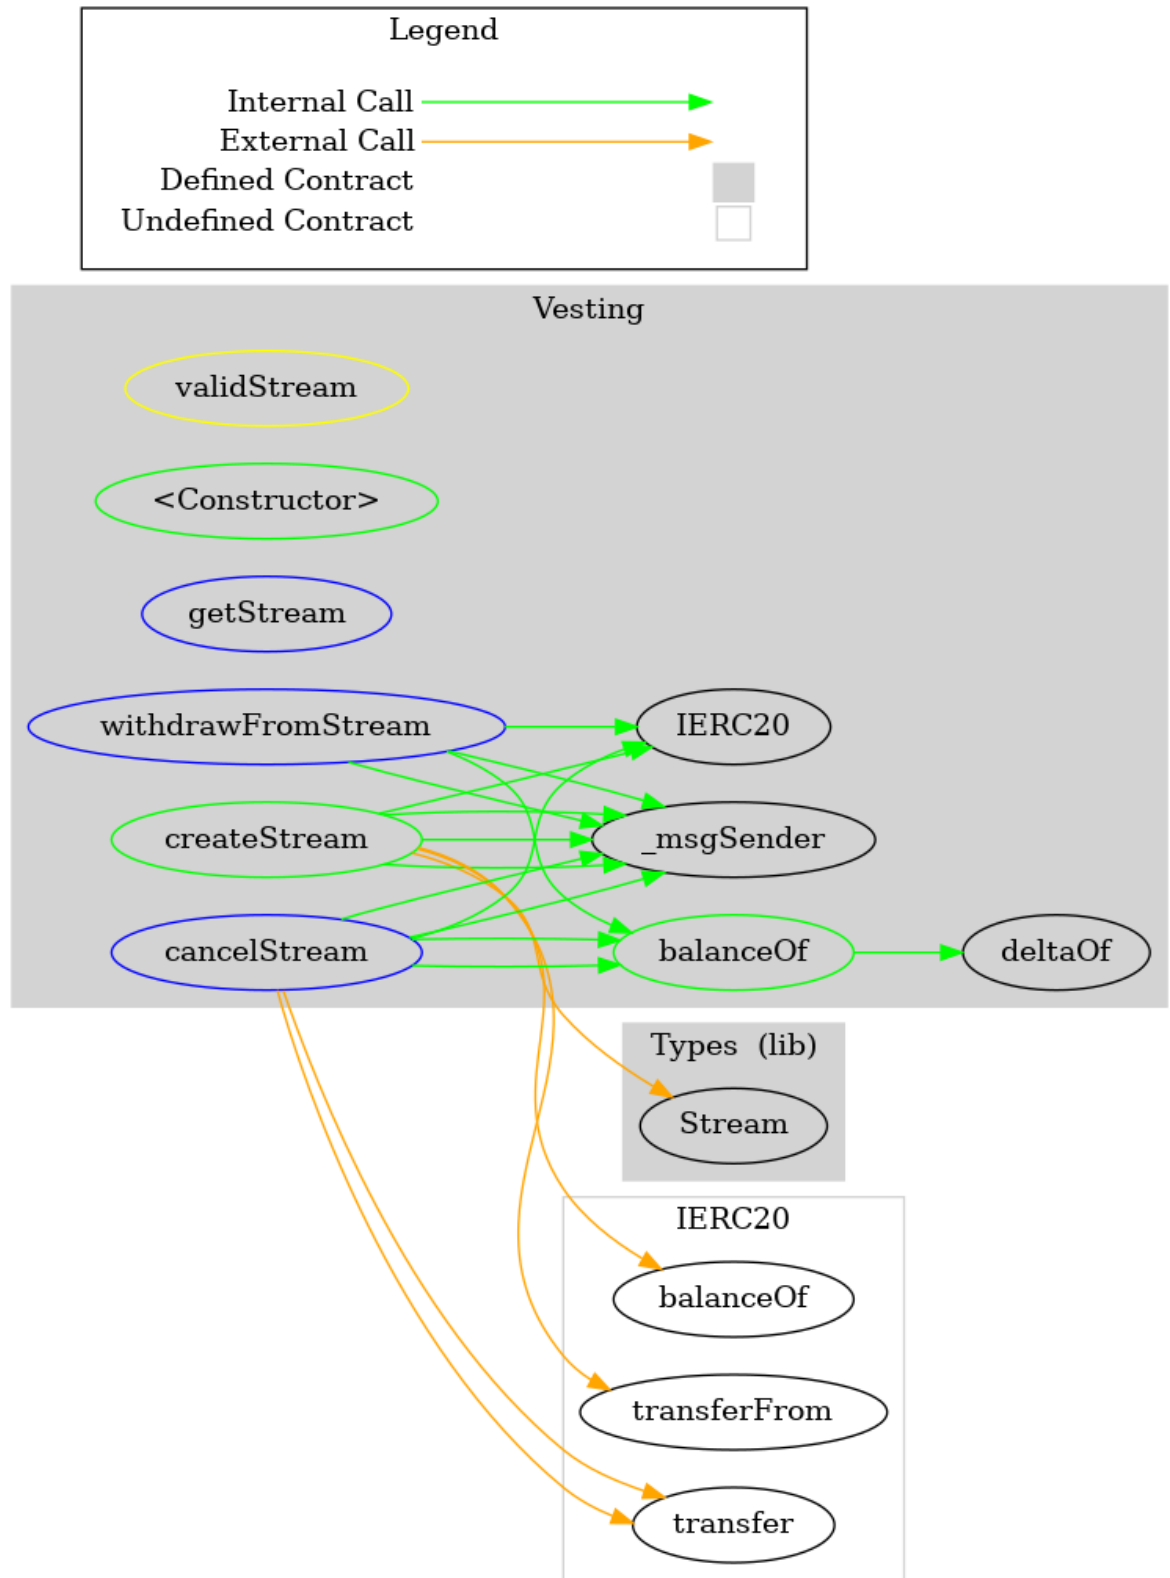 Legend
Internal Call
External Call
Defined Contract
Undefined Contract
Vesting
validStream
<Constructor>
getStream
withdrawFromStream
IERC20
createStream
_msgSender
cancelStream
balanceOf
deltaOf
Types (lib)
Stream
IERC20
balanceOf
transferFrom
transfer